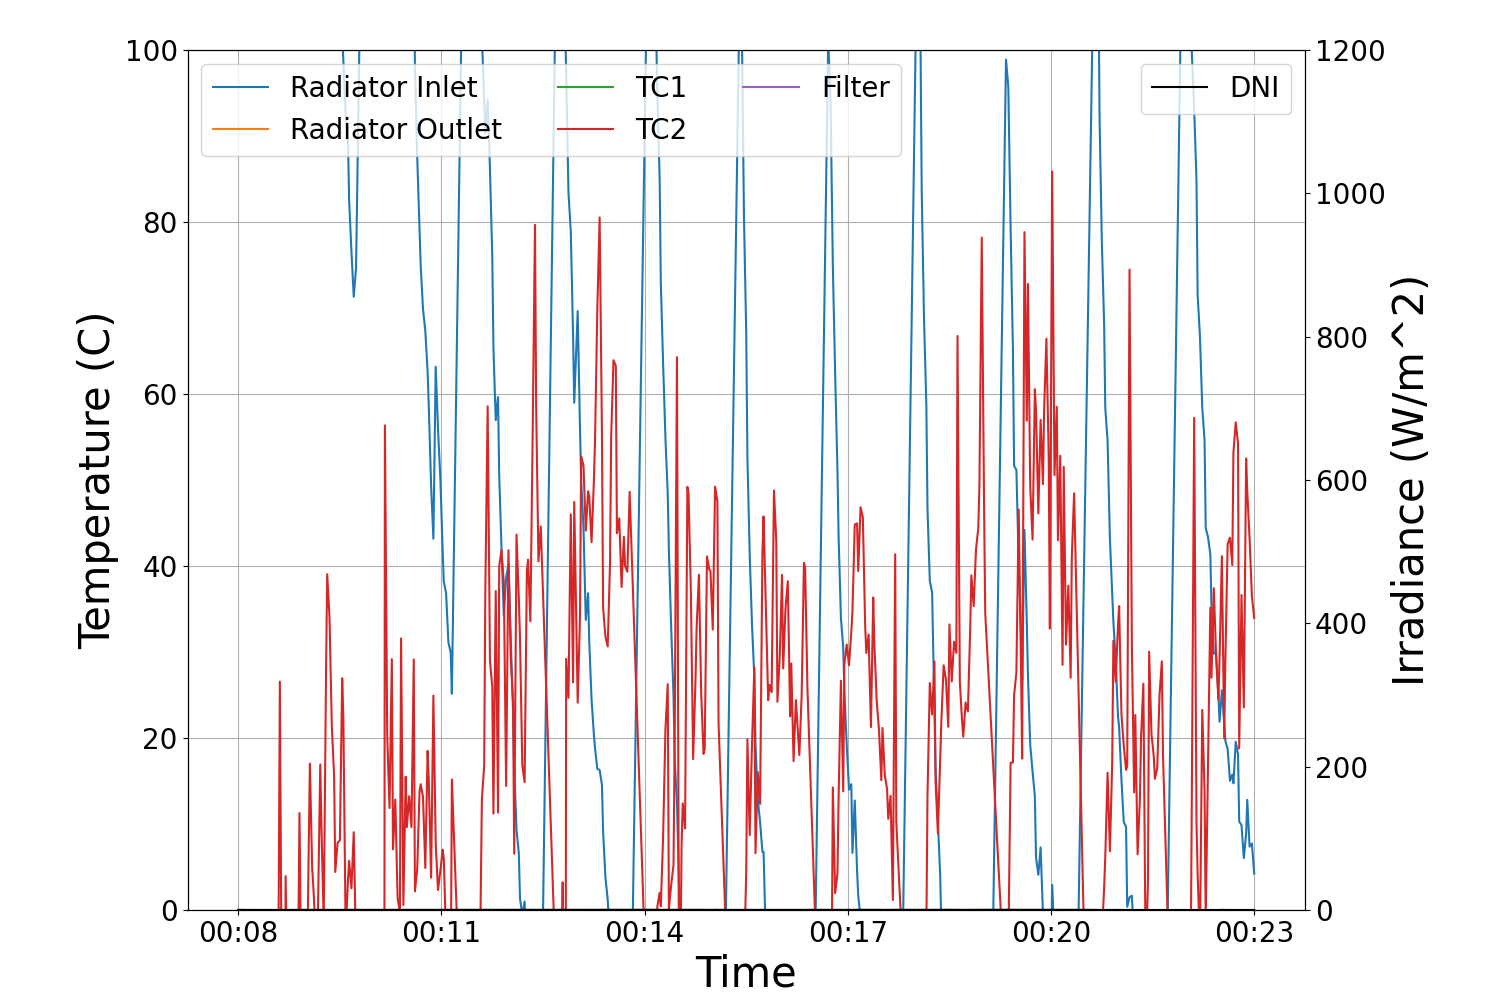 100
80
60
40
20
0
Temperature (C)
Radiator Inlet
Radiator Outlet
TC1
TC2
Filter
DNI
1200
1000
800
600
400
200
0
Irradiance (W/m^2)
00:08 00:11 00:14 00:17 00:20 00:23
Time